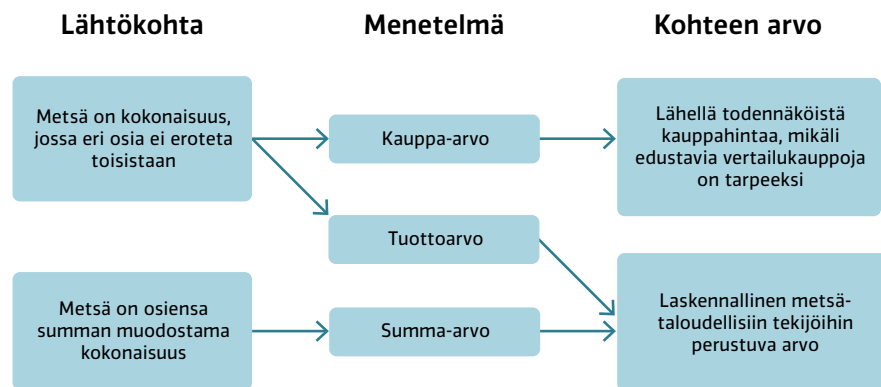 Lähtökohta
Menetelmä
Kohteen arvo
Metsä on kokonaisuus,
jossa eri osia ei eroteta
toisistaan
Kauppa-arvo
Lähellä todennäköistä
kauppahintaa, mikäli
edustavia vertailukauppoja
on tarpeeksi
Tuottoarvo
Metsä on osiensa
summan muodostama
kokonaisuus
Summa-arvo
Laskennallinen metsä-
taloudellisiin tekijöihin
perustuva arvo